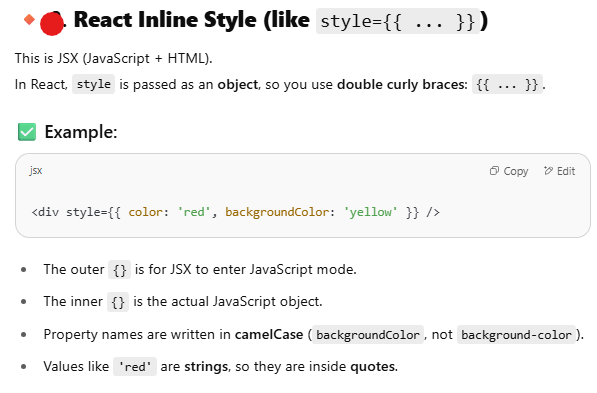 . React Inline Style (like style={{ ... }})
This is JSX (JavaScript + HTML).
In React, style is passed as an object, so you use double curly braces: {{ ... }}.
Example:
jsx
Copy
Edit
<div style={{ color: 'red', backgroundColor: 'yellow' }} />
• The outer {} is for JSX to enter JavaScript mode.
• The inner {} is the actual JavaScript object.
• Property names are written in camelCase (backgroundColor, not background-color).
• Values like 'red' are strings, so they are inside quotes.